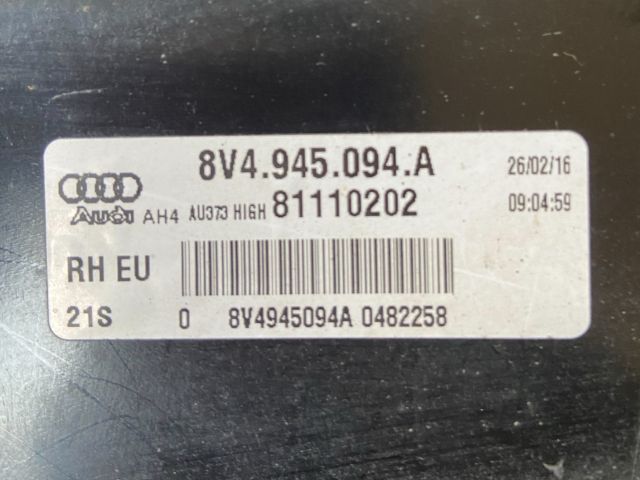 8V4.945.094.A 26/02/16
Audi AH4 AU373 HIGH 81110202 09:04:59
RH EU
21S 0 8V4945094A 0482258